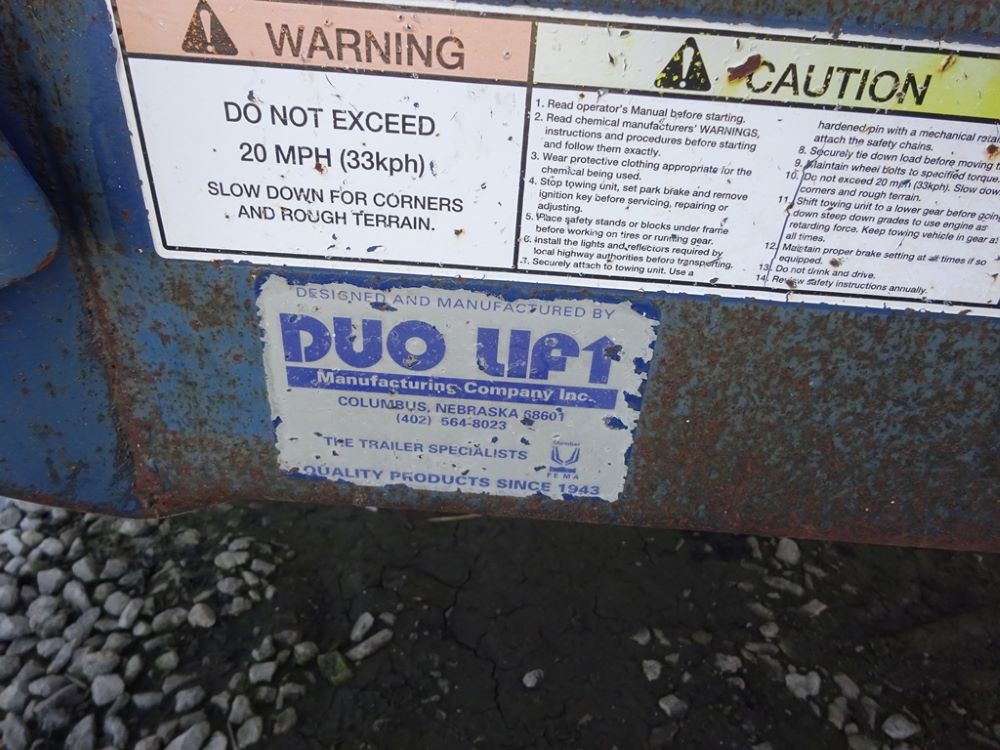 WARNING
DO NOT EXCEED
20 MPH (33kph)
SLOW DOWN FOR CORNERS
AND ROUGH TERRAIN.
CAUTION
1. Read operator's Manual before starting.
2. Read chemical manufacturers' WARNINGS,
instructions and procedures before starting
and follow them exactly.
3. Wear protective clothing appropriate for the
chemical being used.
4. Stop towing unit, set park brake and remove
ignition key before servicing, repairing or
adjusting.
5. Place safety stands or blocks under frame
before working on tires or running gear.
6. Install the lights and reflectors required by
local highway authorities before transporting.
7. Securely attach to towing unit. Use a
hardened pin with a mechanical
attach the safety chains.
8. Securely tie down load before moving
9. Maintain wheel bolts to specified torque.
10. Do not exceed 20 mph (33kph). Slow
corners and rough terrain.
11. Shift towing unit to a lower gear before
down steep down grades to use engine as
retarding force. Keep towing vehicle in gear at
all times.
12. Maintain proper brake setting at all times if so
equipped.
13. Do not drink and drive.
14. Review safety instructions annually.
DESIGNED AND MANUFACTURED BY
DUO LIFT
Manufacturing Company Inc.
COLUMBUS, NEBRASKA 68601
(402) 564-8023
THE TRAILER SPECIALISTS
Member
FEMA
QUALITY PRODUCTS SINCE 1943